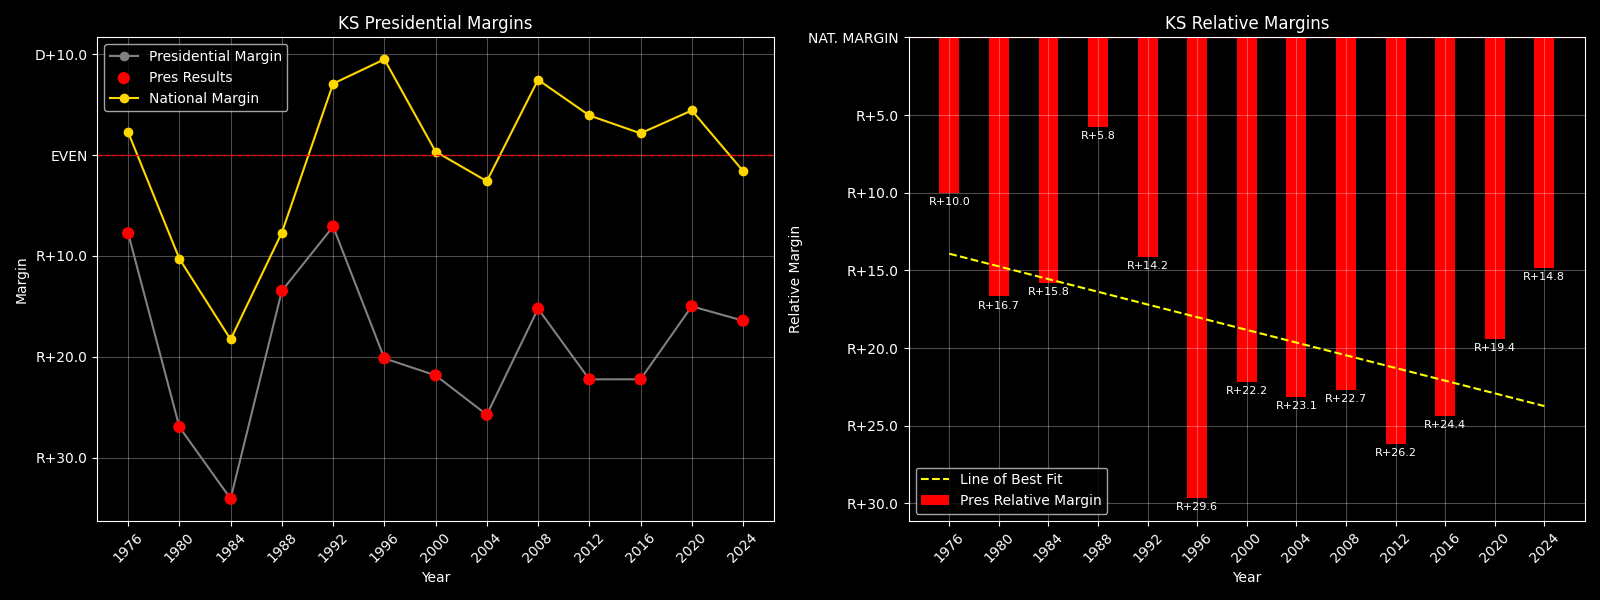 KS Presidential Margins
Presidential Margin
Pres Results
National Margin
D+10.0
EVEN
R+10.0
R+20.0
R+30.0
Margin
1976
1980
1984
1988
1992
1996
2000
2004
2008
2012
2016
2020
2024
Year
KS Relative Margins
NAT. MARGIN
R+5.0
R+10.0
R+15.0
R+20.0
R+25.0
R+30.0
Relative Margin
R+10.0
R+16.7
R+15.8
R+5.8
R+14.2
R+29.6
R+22.2
R+23.1
R+22.7
R+26.2
R+24.4
R+19.4
R+14.8
Line of Best Fit
Pres Relative Margin
1976
1980
1984
1988
1992
1996
2000
2004
2008
2012
2016
2020
2024
Year